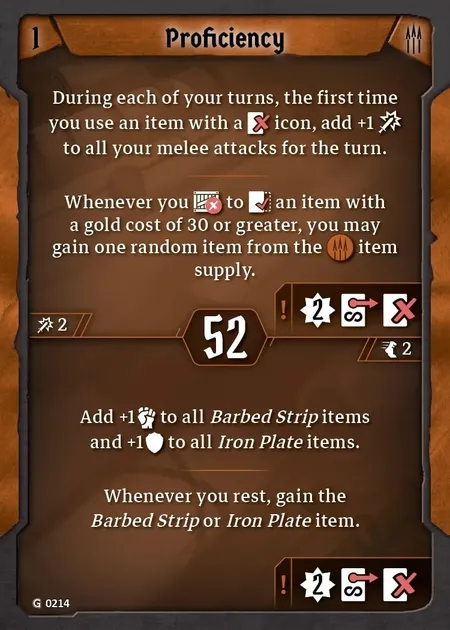 1
Proficiency
During each of your turns, the first time
you use an item with a icon, add +1
to all your melee attacks for the turn.
Whenever you to an item with
a gold cost of 30 or greater, you may
gain one random item from the item
supply.
! 2 8
2
52
2
Add +1 to all Barbed Strip items
and +1 to all Iron Plate items.
Whenever you rest, gain the
Barbed Strip or Iron Plate item.
! 2 8
G 0214